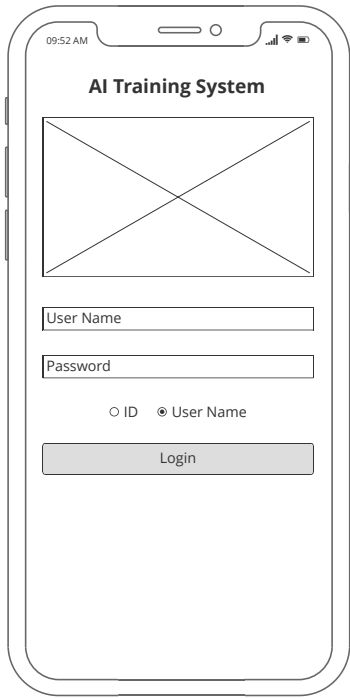 09:52 AM
AI Training System
User Name
Password
ID User Name
Login